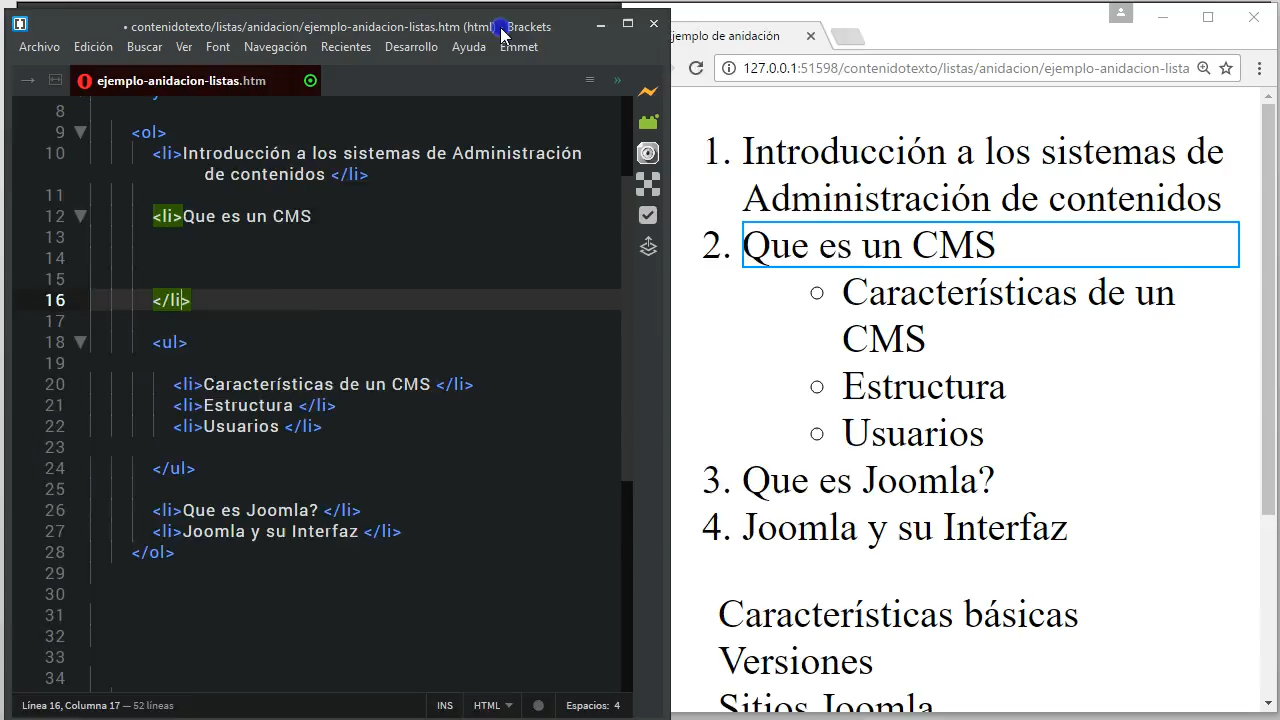 • contenidotexto/listas/anidacion/ejemplo-anidacion-listas.htm (html) - Brackets
Archivo Edición Buscar Ver Font Navegación Recientes Desarrollo Ayuda Emmet
ejemplo-anidacion-listas.htm
8
9 <ol>
10 <li>Introducción a los sistemas de Administración
de contenidos </li>
11
12 <li>Que es un CMS
13
14
15
16 </li>
17
18 <ul>
19
20 <li>Características de un CMS </li>
21 <li>Estructura </li>
22 <li>Usuarios </li>
23
24 </ul>
25
26 <li>Que es Joomla? </li>
27 <li>Joomla y su Interfaz </li>
28 </ol>
29
30
31
32
33
34
Línea 16, Columna 17 — 52 líneas INS HTML Espacios: 4
jemplo de anidación
127.0.0.1:51598/contenidotexto/listas/anidacion/ejemplo-anidacion-lista
1. Introducción a los sistemas de
Administración de contenidos
2. Que es un CMS
Características de un
CMS
Estructura
Usuarios
3. Que es Joomla?
4. Joomla y su Interfaz
Características básicas
Versiones
Sitios Joomla